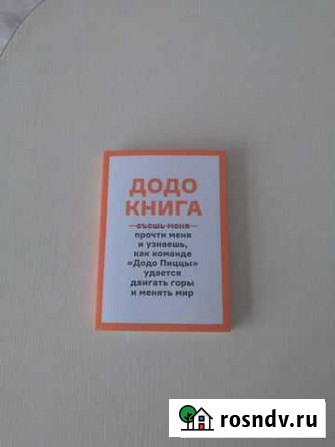 ДОДО
КНИГА
съешь меня
прочти меня
и узнаешь,
как команде
«Додо Пиццы»
удается
двигать горы
и менять мир
rosndv.ru